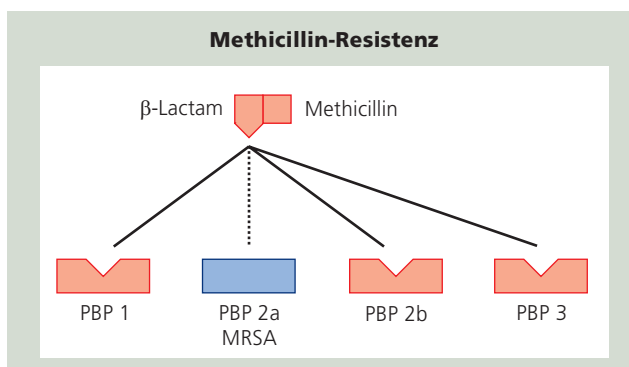 Methicillin-Resistenz
β-Lactam Methicillin
PBP 1
PBP 2a
MRSA
PBP 2b
PBP 3